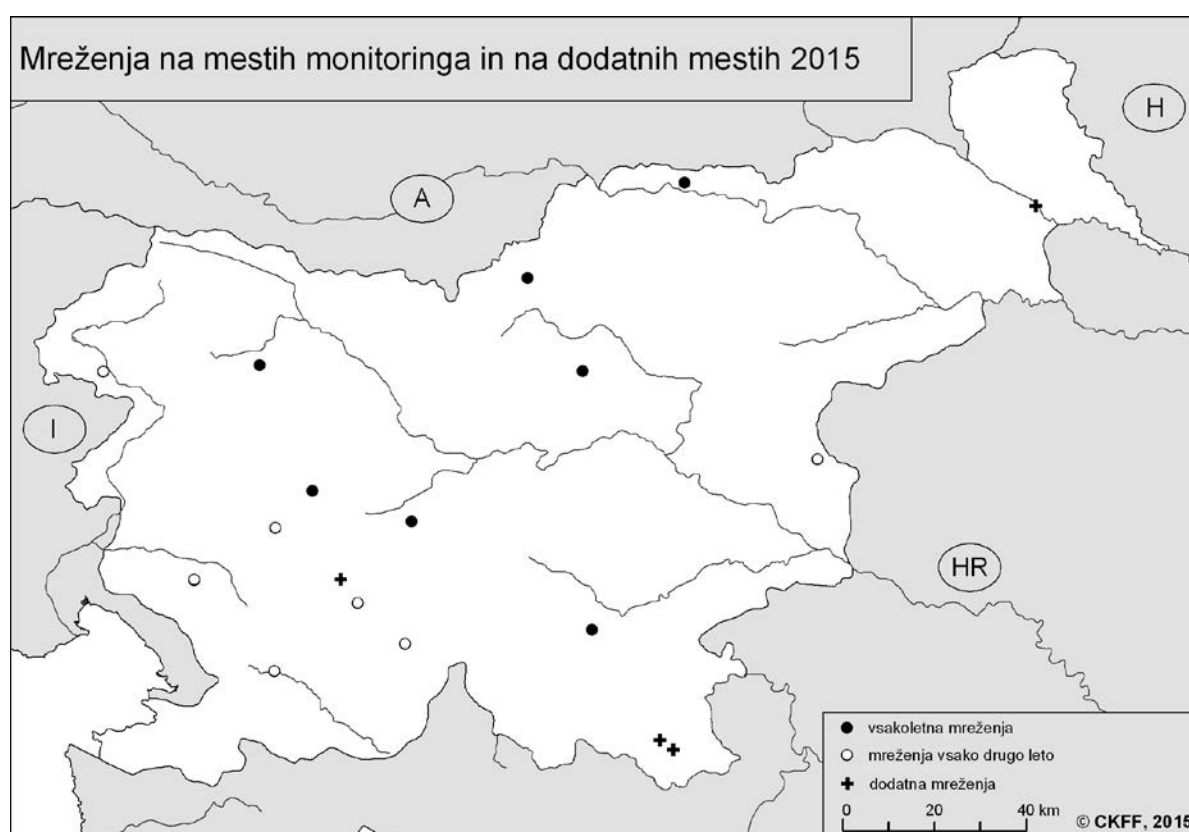 Mreženja na mestih monitoringa in na dodatnih mestih 2015
H
A
I
HR
vsakoletna mreženja
mreženja vsako drugo leto
dodatna mreženja
0 20 40 km
© CKFF, 2015